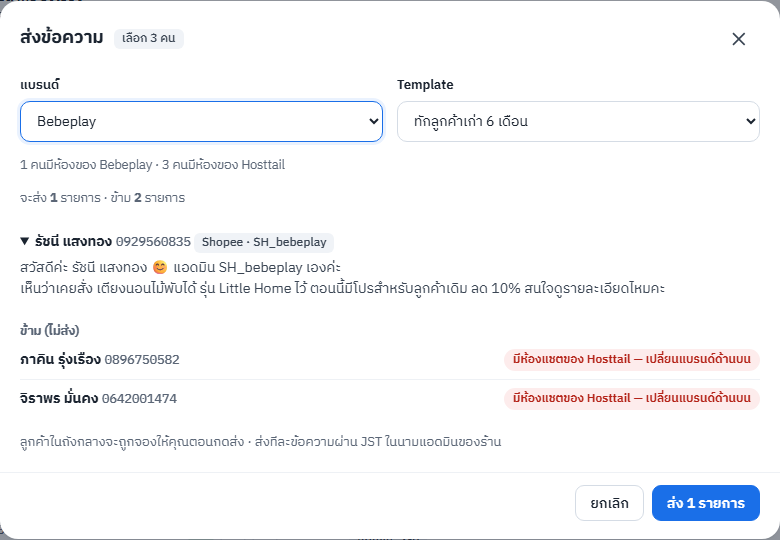 ส่งข้อความ เลือก 3 คน
แบรนด์ Template
Bebeplay ทักลูกค้าเก่า 6 เดือน
1 คนมีห้องของ Bebeplay · 3 คนมีห้องของ Hosttail
จะส่ง 1 รายการ · ข้าม 2 รายการ
▼ รัชนี แสงทอง 0929560835 Shopee · SH_bebeplay
สวัสดีค่ะ รัชนี แสงทอง 😊 แอดมิน SH_bebeplay เองค่ะ
เห็นว่าเคยสั่ง เตียงนอนไม้พับได้ รุ่น Little Home ไว้ ตอนนี้มีโปรสำหรับลูกค้าเดิม ลด 10% สนใจดูรายละเอียดไหมคะ
ข้าม (ไม่ส่ง)
ภาคิน รุ่งเรือง 0896750582 มีห้องแชตของ Hosttail — เปลี่ยนแบรนด์ด้านบน
จิราพร มั่นคง 0642001474 มีห้องแชตของ Hosttail — เปลี่ยนแบรนด์ด้านบน
ลูกค้าในถังกลางจะถูกจองให้คุณตอนกดส่ง · ส่งทีละข้อความผ่าน JST ในนามแอดมินของร้าน
ยกเลิก ส่ง 1 รายการ